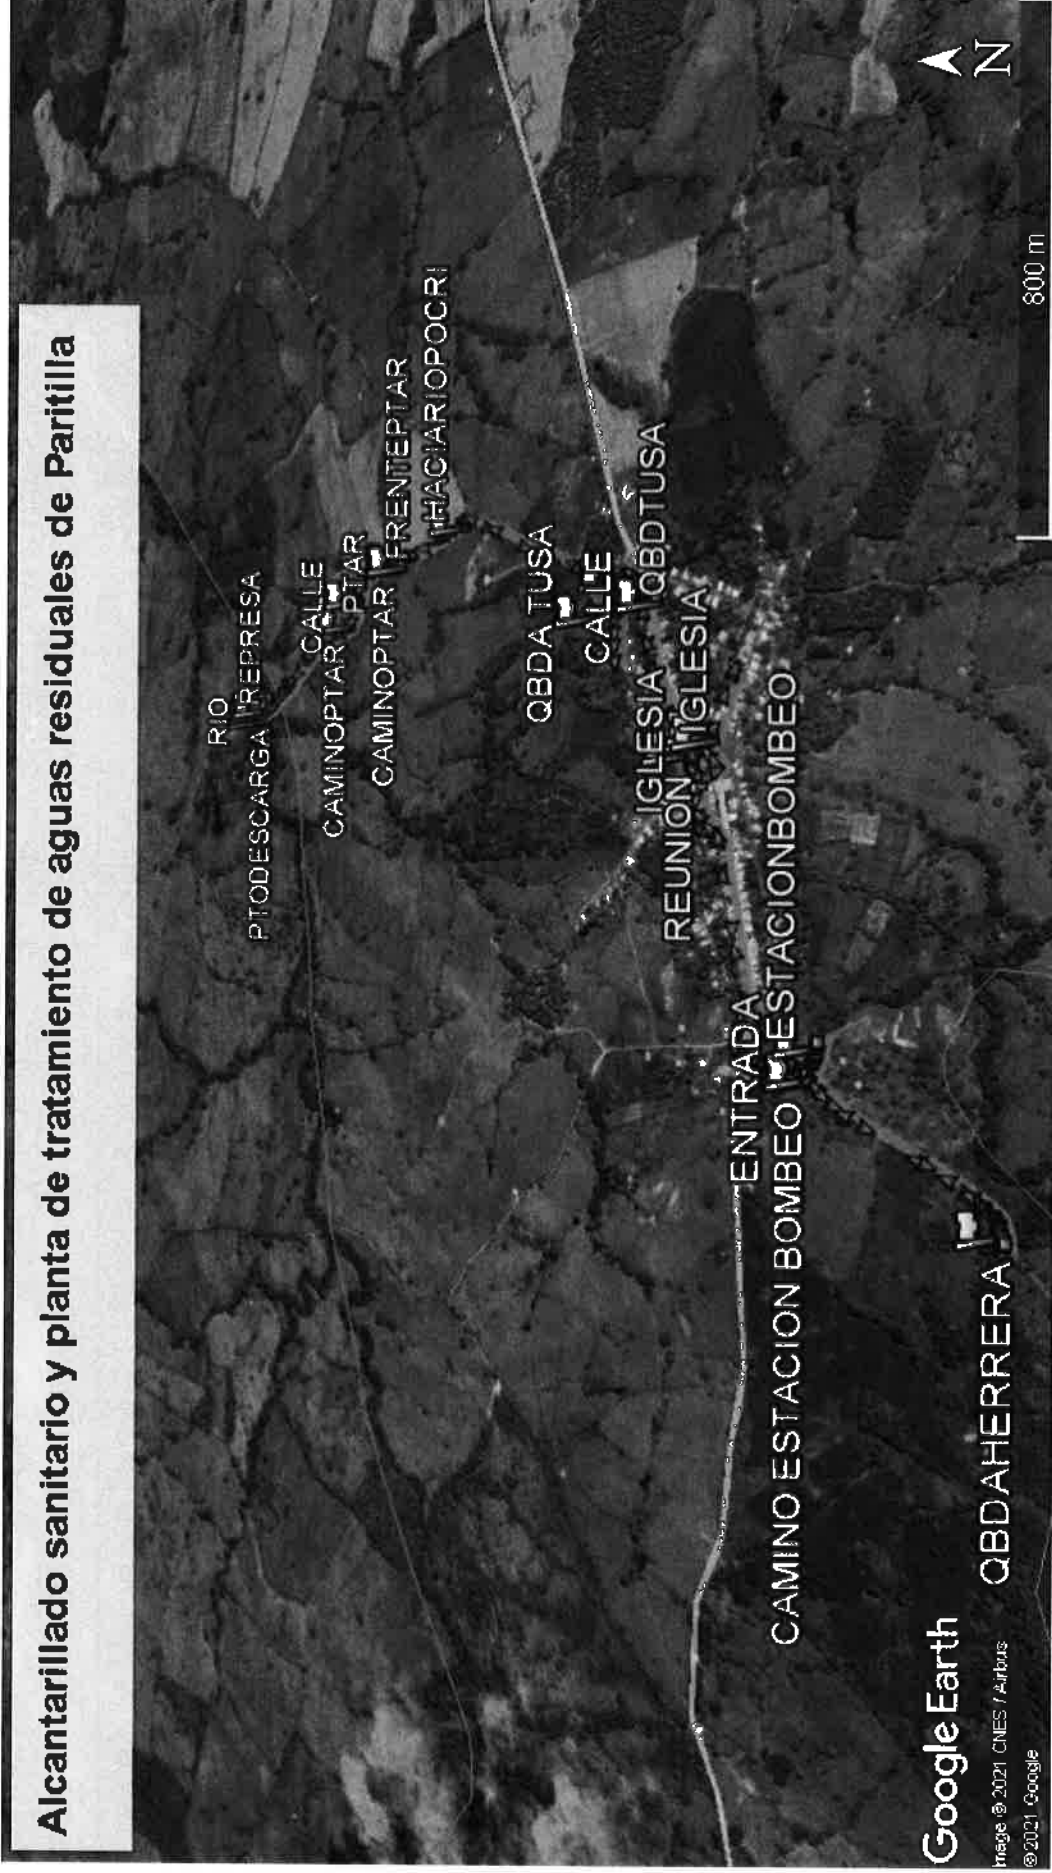 Alcantarillado sanitario y planta de tratamiento de aguas residuales de Paritilla
RIO
REPRESA
PTODESCARGA
CALLE
PTAR
CAMINOPTAR
FRENTEPTAR
CAMINOPTAR
HACIARIOPOCRI
QBDA TUSA
CALLE
QBDTUSA
IGLESIA
IGLESIA
REUNION
ENTRADA
ESTACIONBOMBEO
CAMINO ESTACION BOMBEO
QBDAHERRERA
Google Earth
Image © 2021 CNES / Airbus
© 2021 Google
800 m
N